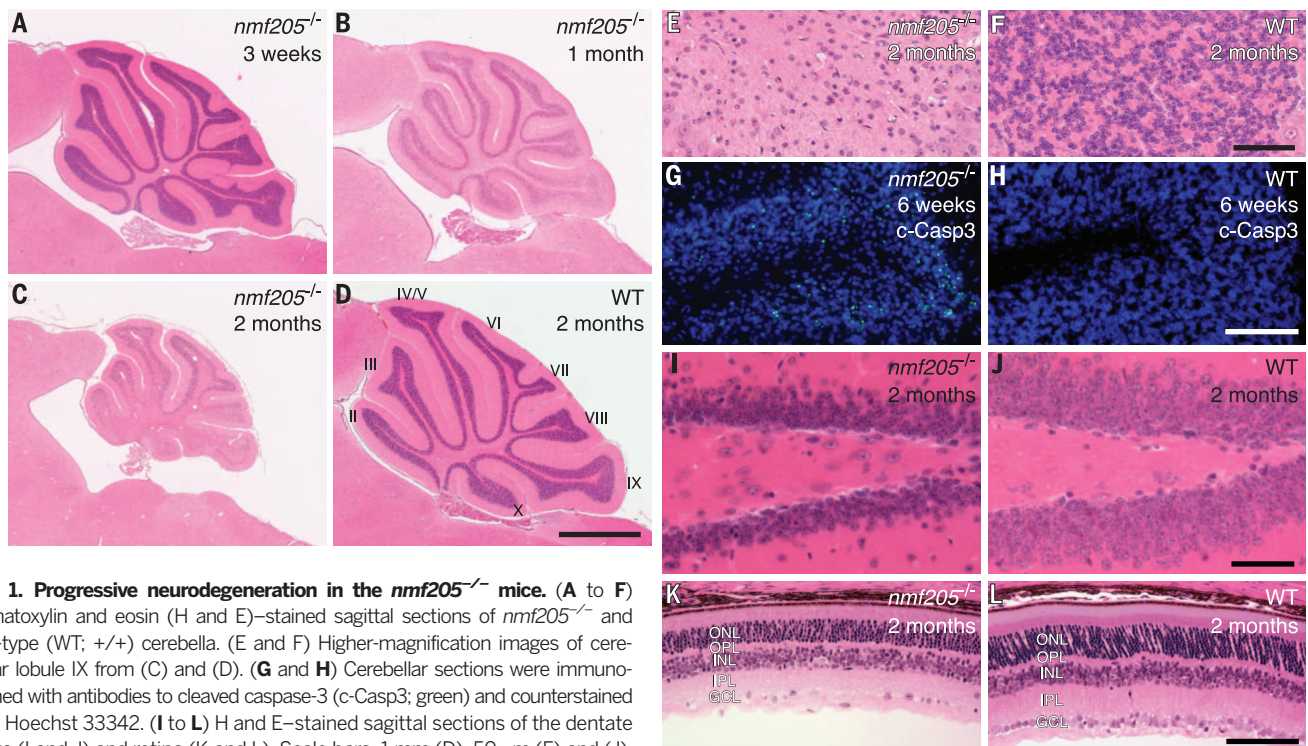 A
nmf205−/−
3 weeks
B
nmf205−/−
1 month
C
nmf205−/−
2 months
D
WT
2 months
IV/V
VI
III
VII
II
VIII
IX
X
E
nmf205−/−
2 months
F
WT
2 months
G
nmf205−/−
6 weeks
c-Casp3
H
WT
6 weeks
c-Casp3
I
nmf205−/−
2 months
J
WT
2 months
K
nmf205−/−
2 months
ONL
OPL
INL
IPL
GCL
L
WT
2 months
ONL
OPL
INL
IPL
GCL
1. Progressive neurodegeneration in the nmf205−/− mice. (A to F)
matoxylin and eosin (H and E)–stained sagittal sections of nmf205−/− and
-type (WT; +/+) cerebella. (E and F) Higher-magnification images of cere-
ar lobule IX from (C) and (D). (G and H) Cerebellar sections were immuno-
ned with antibodies to cleaved caspase-3 (c-Casp3; green) and counterstained
Hoechst 33342. (I to L) H and E–stained sagittal sections of the dentate